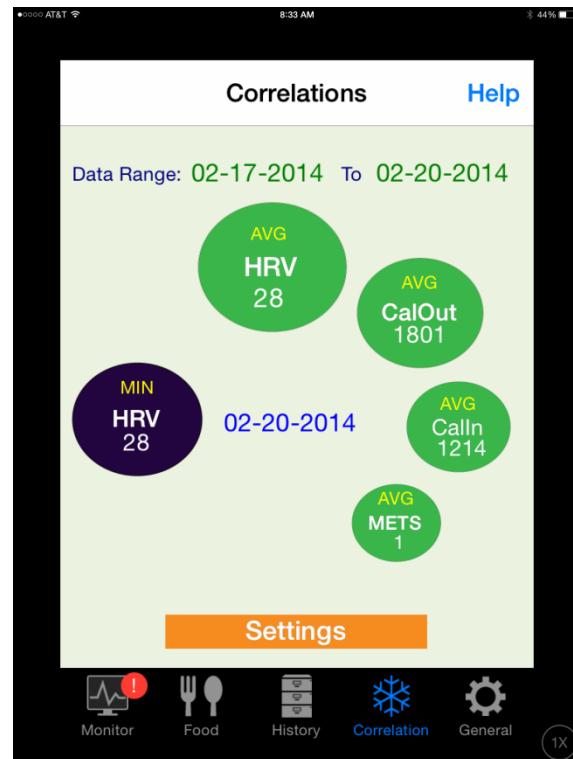 AT&T 8:33 AM 44%
Correlations Help
Data Range: 02-17-2014 To 02-20-2014
AVG
HRV
28
AVG
CalOut
1801
MIN
HRV
28
02-20-2014
AVG
CalIn
1214
AVG
METS
1
Settings
!
Monitor Food History Correlation General
1X